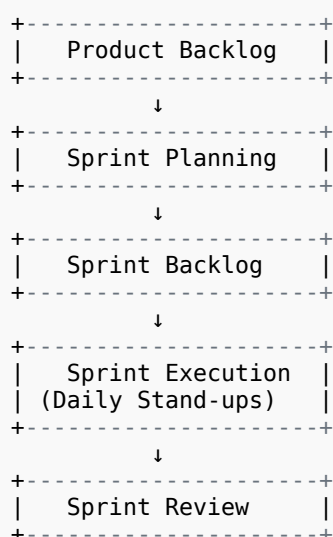 +----------------------+
|   Product Backlog   |
+----------------------+
↓
+----------------------+
|   Sprint Planning   |
+----------------------+
↓
+----------------------+
|   Sprint Backlog    |
+----------------------+
↓
+----------------------+
|   Sprint Execution  |
| (Daily Stand-ups)   |
+----------------------+
↓
+----------------------+
|   Sprint Review     |
+----------------------+